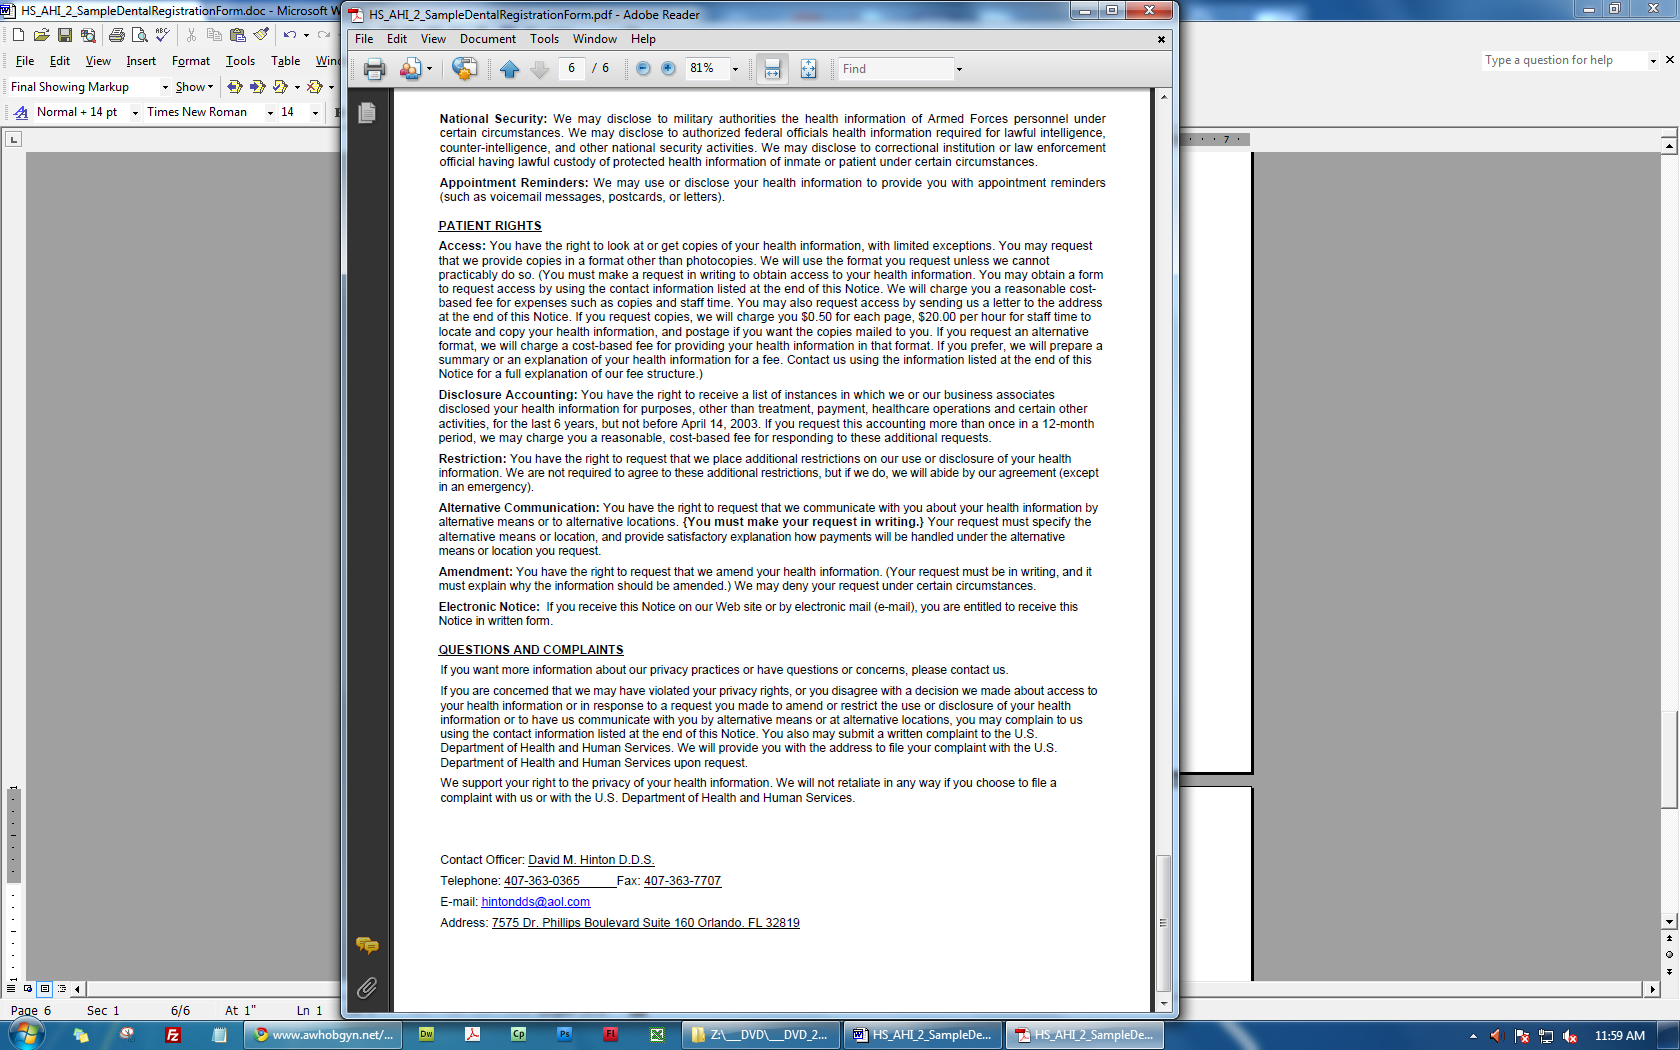 HS_AHI_2_SampleDentalRegistrationForm.doc - Microsoft W
File Edit View Insert Format Tools Table Wind
Type a question for help
Final Showing Markup Show
Normal + 14 pt Times New Roman 14
HS_AHI_2_SampleDentalRegistrationForm.pdf - Adobe Reader
File Edit View Document Tools Window Help
6 / 6 81% Find
7
National Security: We may disclose to military authorities the health information of Armed Forces personnel under
certain circumstances. We may disclose to authorized federal officials health information required for lawful intelligence,
counter-intelligence, and other national security activities. We may disclose to correctional institution or law enforcement
official having lawful custody of protected health information of inmate or patient under certain circumstances.
Appointment Reminders: We may use or disclose your health information to provide you with appointment reminders
(such as voicemail messages, postcards, or letters).
PATIENT RIGHTS
Access: You have the right to look at or get copies of your health information, with limited exceptions. You may request
that we provide copies in a format other than photocopies. We will use the format you request unless we cannot
practicably do so. (You must make a request in writing to obtain access to your health information. You may obtain a form
to request access by using the contact information listed at the end of this Notice. We will charge you a reasonable cost-
based fee for expenses such as copies and staff time. You may also request access by sending us a letter to the address
at the end of this Notice. If you request copies, we will charge you $0.50 for each page, $20.00 per hour for staff time to
locate and copy your health information, and postage if you want the copies mailed to you. If you request an alternative
format, we will charge a cost-based fee for providing your health information in that format. If you prefer, we will prepare a
summary or an explanation of your health information for a fee. Contact us using the information listed at the end of this
Notice for a full explanation of our fee structure.)
Disclosure Accounting: You have the right to receive a list of instances in which we or our business associates
disclosed your health information for purposes, other than treatment, payment, healthcare operations and certain other
activities, for the last 6 years, but not before April 14, 2003. If you request this accounting more than once in a 12-month
period, we may charge you a reasonable, cost-based fee for responding to these additional requests.
Restriction: You have the right to request that we place additional restrictions on our use or disclosure of your health
information. We are not required to agree to these additional restrictions, but if we do, we will abide by our agreement (except
in an emergency).
Alternative Communication: You have the right to request that we communicate with you about your health information by
alternative means or to alternative locations. {You must make your request in writing.} Your request must specify the
alternative means or location, and provide satisfactory explanation how payments will be handled under the alternative
means or location you request.
Amendment: You have the right to request that we amend your health information. (Your request must be in writing, and it
must explain why the information should be amended.) We may deny your request under certain circumstances.
Electronic Notice: If you receive this Notice on our Web site or by electronic mail (e-mail), you are entitled to receive this
Notice in written form.
QUESTIONS AND COMPLAINTS
If you want more information about our privacy practices or have questions or concerns, please contact us.
If you are concerned that we may have violated your privacy rights, or you disagree with a decision we made about access to
your health information or in response to a request you made to amend or restrict the use or disclosure of your health
information or to have us communicate with you by alternative means or at alternative locations, you may complain to us
using the contact information listed at the end of this Notice. You also may submit a written complaint to the U.S.
Department of Health and Human Services. We will provide you with the address to file your complaint with the U.S.
Department of Health and Human Services upon request.
We support your right to the privacy of your health information. We will not retaliate in any way if you choose to file a
complaint with us or with the U.S. Department of Health and Human Services.
Contact Officer: David M. Hinton D.D.S.
Telephone: 407-363-0365 Fax: 407-363-7707
E-mail: hintondds@aol.com
Address: 7575 Dr. Phillips Boulevard Suite 160 Orlando. FL 32819
Page 6 Sec 1 6/6 At 1" Ln 1
www.awhobgyn.net/... Dw Cp Ps Fl Z:\___DVD\___DVD_2... HS_AHI_2_SampleDe... HS_AHI_2_SampleDe... 11:59 AM